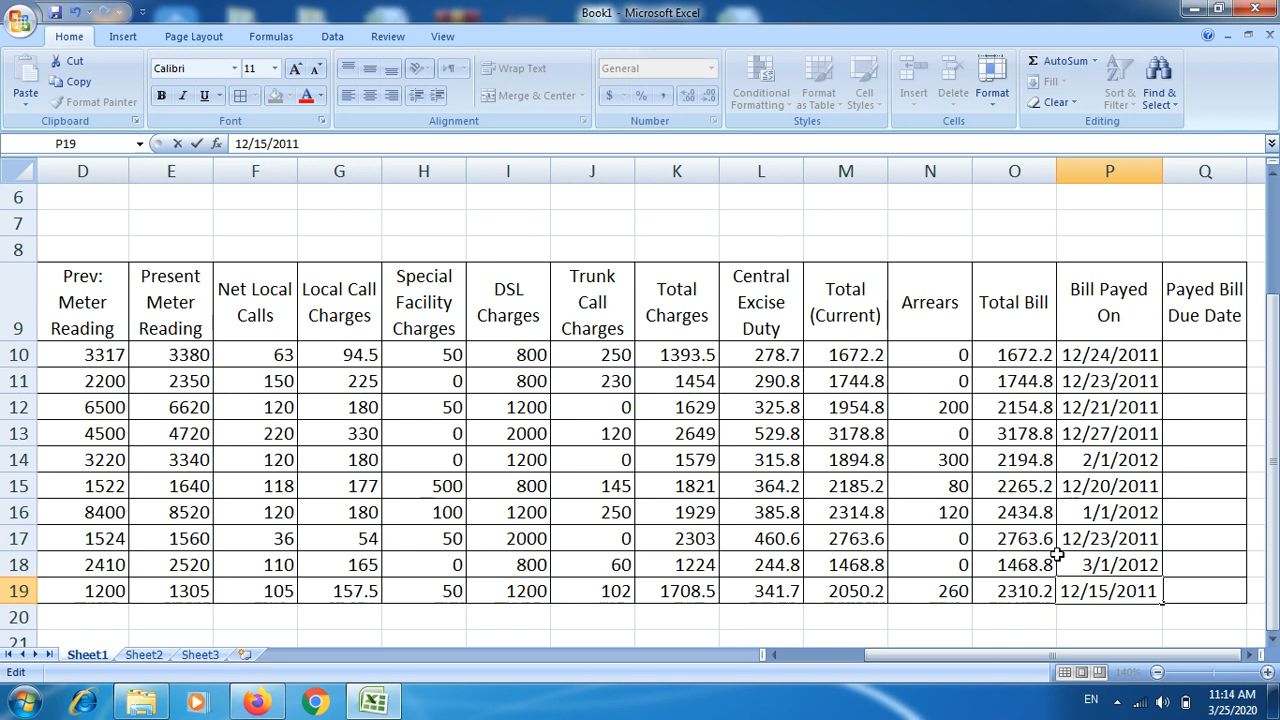 Book1 - Microsoft Excel
Home Insert Page Layout Formulas Data Review View
Paste Cut Copy Format Painter Clipboard
Calibri 11 A A B I U A Font
Wrap Text Merge & Center Alignment
General $ % , .0 .00 .00 .0 Number
Conditional Formatting Format as Table Cell Styles Styles
Insert Delete Format Cells
Σ AutoSum Fill Clear Sort & Filter Find & Select Editing
P19 fx 12/15/2011
D E F G H I J K L M N O P Q
6
7
8
9 Prev: Meter Reading Present Meter Reading Net Local Calls Local Call Charges Special Facility Charges DSL Charges Trunk Call Charges Total Charges Central Excise Duty Total (Current) Arrears Total Bill Bill Payed On Payed Bill Due Date
10 3317 3380 63 94.5 50 800 250 1393.5 278.7 1672.2 0 1672.2 12/24/2011
11 2200 2350 150 225 0 800 230 1454 290.8 1744.8 0 1744.8 12/23/2011
12 6500 6620 120 180 50 1200 0 1629 325.8 1954.8 200 2154.8 12/21/2011
13 4500 4720 220 330 0 2000 120 2649 529.8 3178.8 0 3178.8 12/27/2011
14 3220 3340 120 180 0 1200 0 1579 315.8 1894.8 300 2194.8 2/1/2012
15 1522 1640 118 177 500 800 145 1821 364.2 2185.2 80 2265.2 12/20/2011
16 8400 8520 120 180 100 1200 250 1929 385.8 2314.8 120 2434.8 1/1/2012
17 1524 1560 36 54 50 2000 0 2303 460.6 2763.6 0 2763.6 12/23/2011
18 2410 2520 110 165 0 800 60 1224 244.8 1468.8 0 1468.8 3/1/2012
19 1200 1305 105 157.5 50 1200 102 1708.5 341.7 2050.2 260 2310.2 12/15/2011
20
21
Sheet1 Sheet2 Sheet3
Edit 140%
EN 11:14 AM
3/25/2020